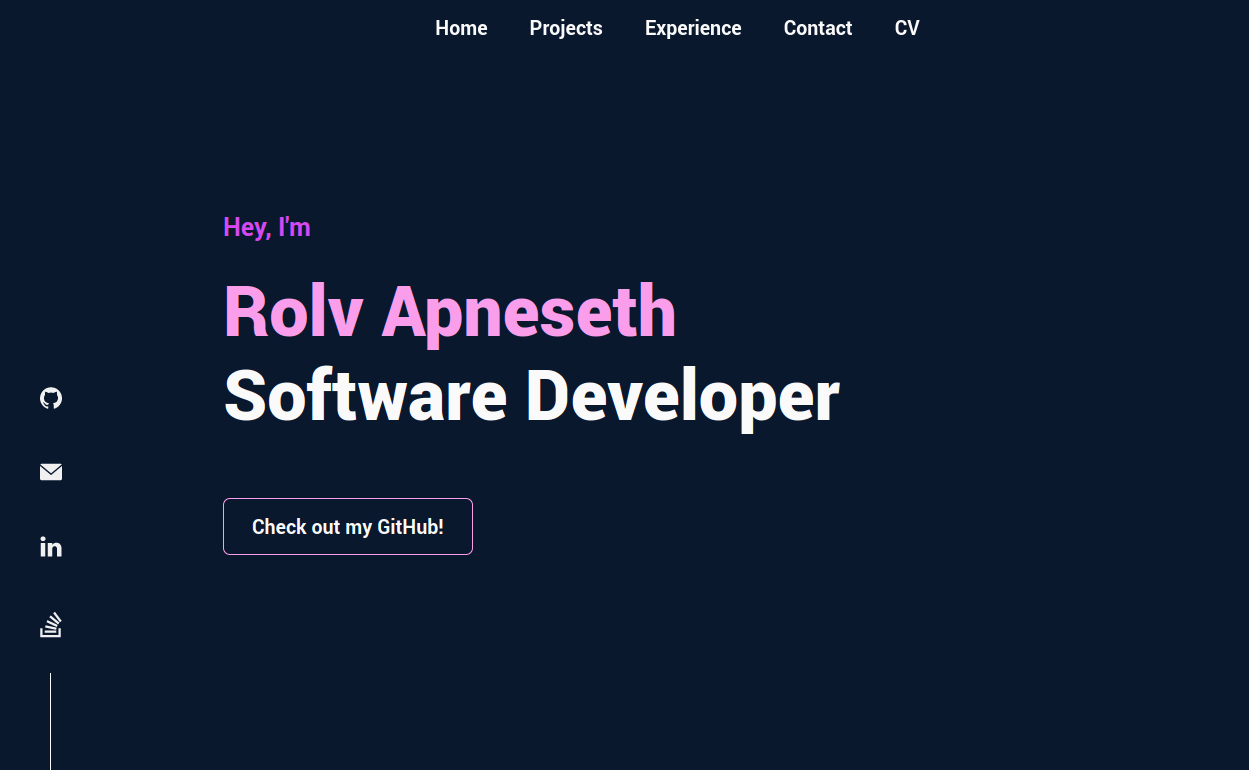 Home Projects Experience Contact CV
Hey, I'm
Rolv Apneseth
Software Developer
Check out my GitHub!